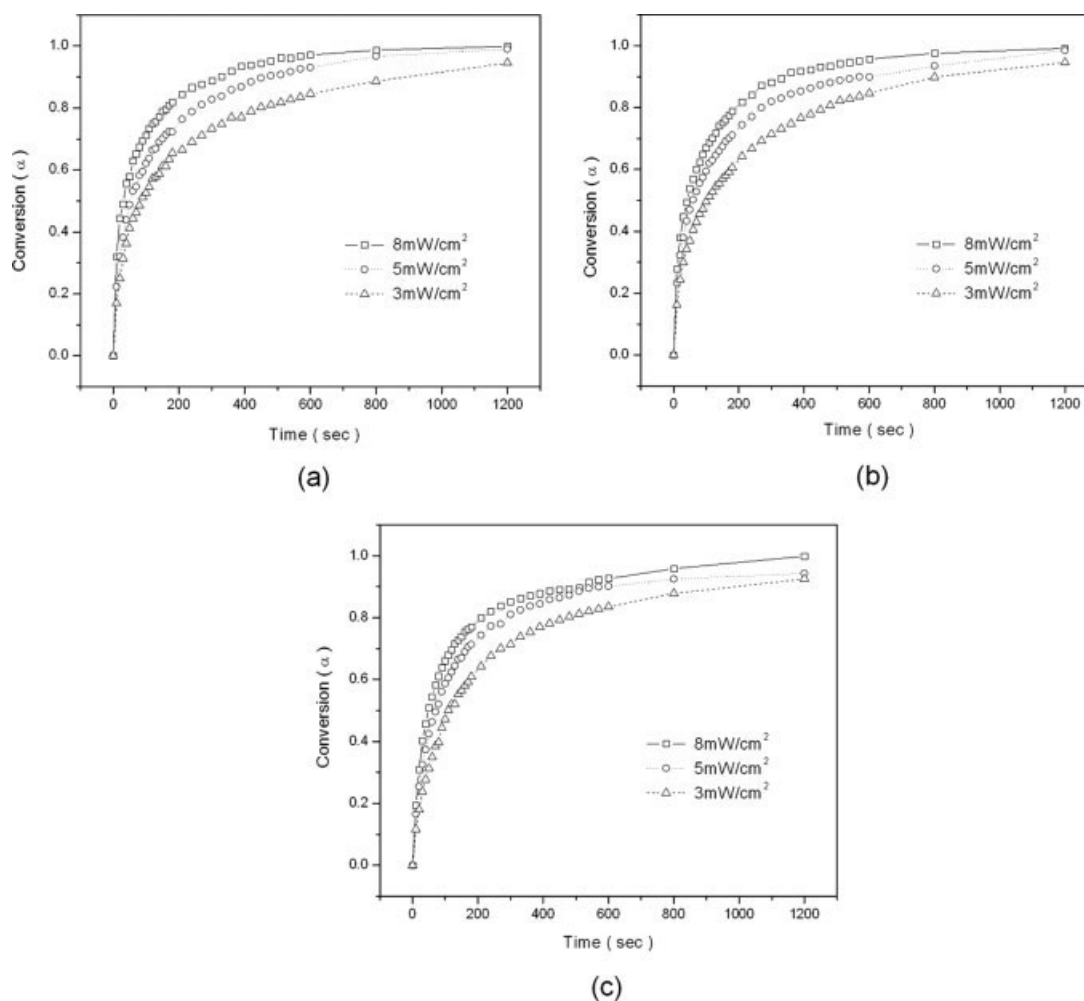 1.0
0.8
0.6
0.4
0.2
0.0
Conversion ( α )
8mW/cm²
5mW/cm²
3mW/cm²
0 200 400 600 800 1000 1200
Time ( sec )
(a)
1.0
0.8
0.6
0.4
0.2
0.0
Conversion ( α )
8mW/cm²
5mW/cm²
3mW/cm²
0 200 400 600 800 1000 1200
Time ( sec )
(b)
1.0
0.8
0.6
0.4
0.2
0.0
Conversion ( α )
8mW/cm²
5mW/cm²
3mW/cm²
0 200 400 600 800 1000 1200
Time ( sec )
(c)